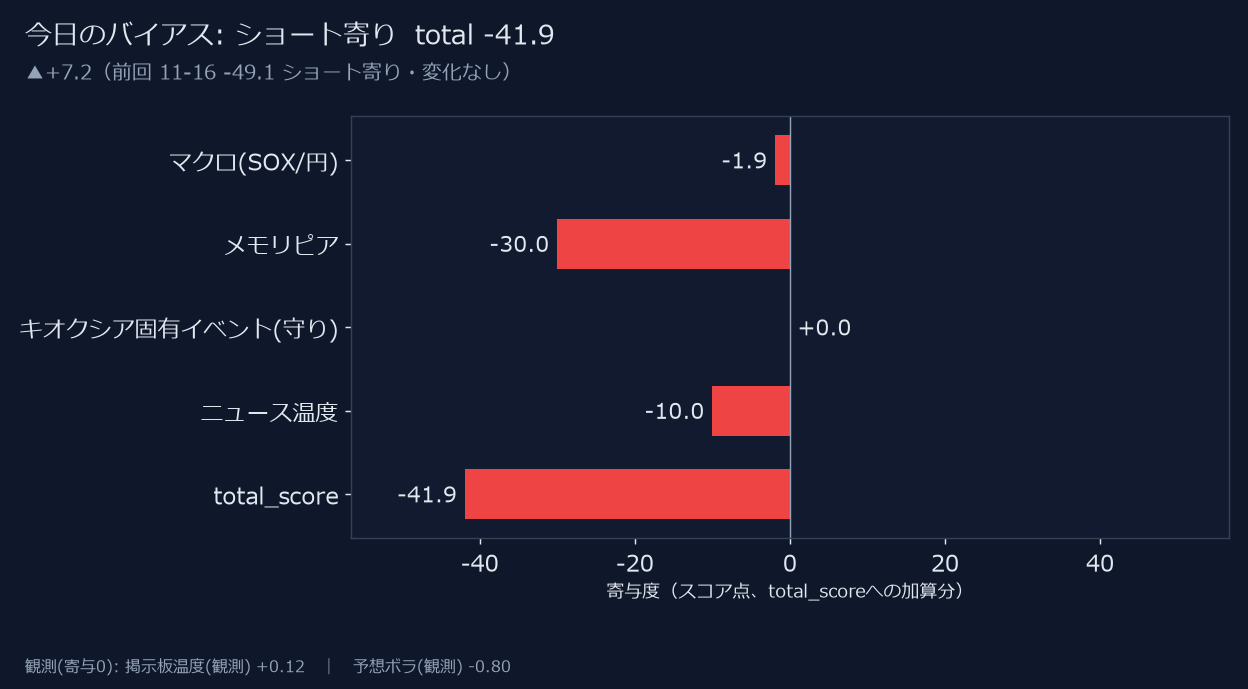 今日のバイアス: ショート寄り  total -41.9
▲+7.2（前回 11-16 -49.1 ショート寄り・変化なし）
マクロ(SOX/円)
-1.9
メモリピア
-30.0
キオクシア固有イベント(守り)
+0.0
ニュース温度
-10.0
total_score
-41.9
-40 -20 0 20 40
寄与度（スコア点、total_scoreへの加算分）
観測(寄与0): 掲示板温度(観測) +0.12 ｜ 予想ボラ(観測) -0.80